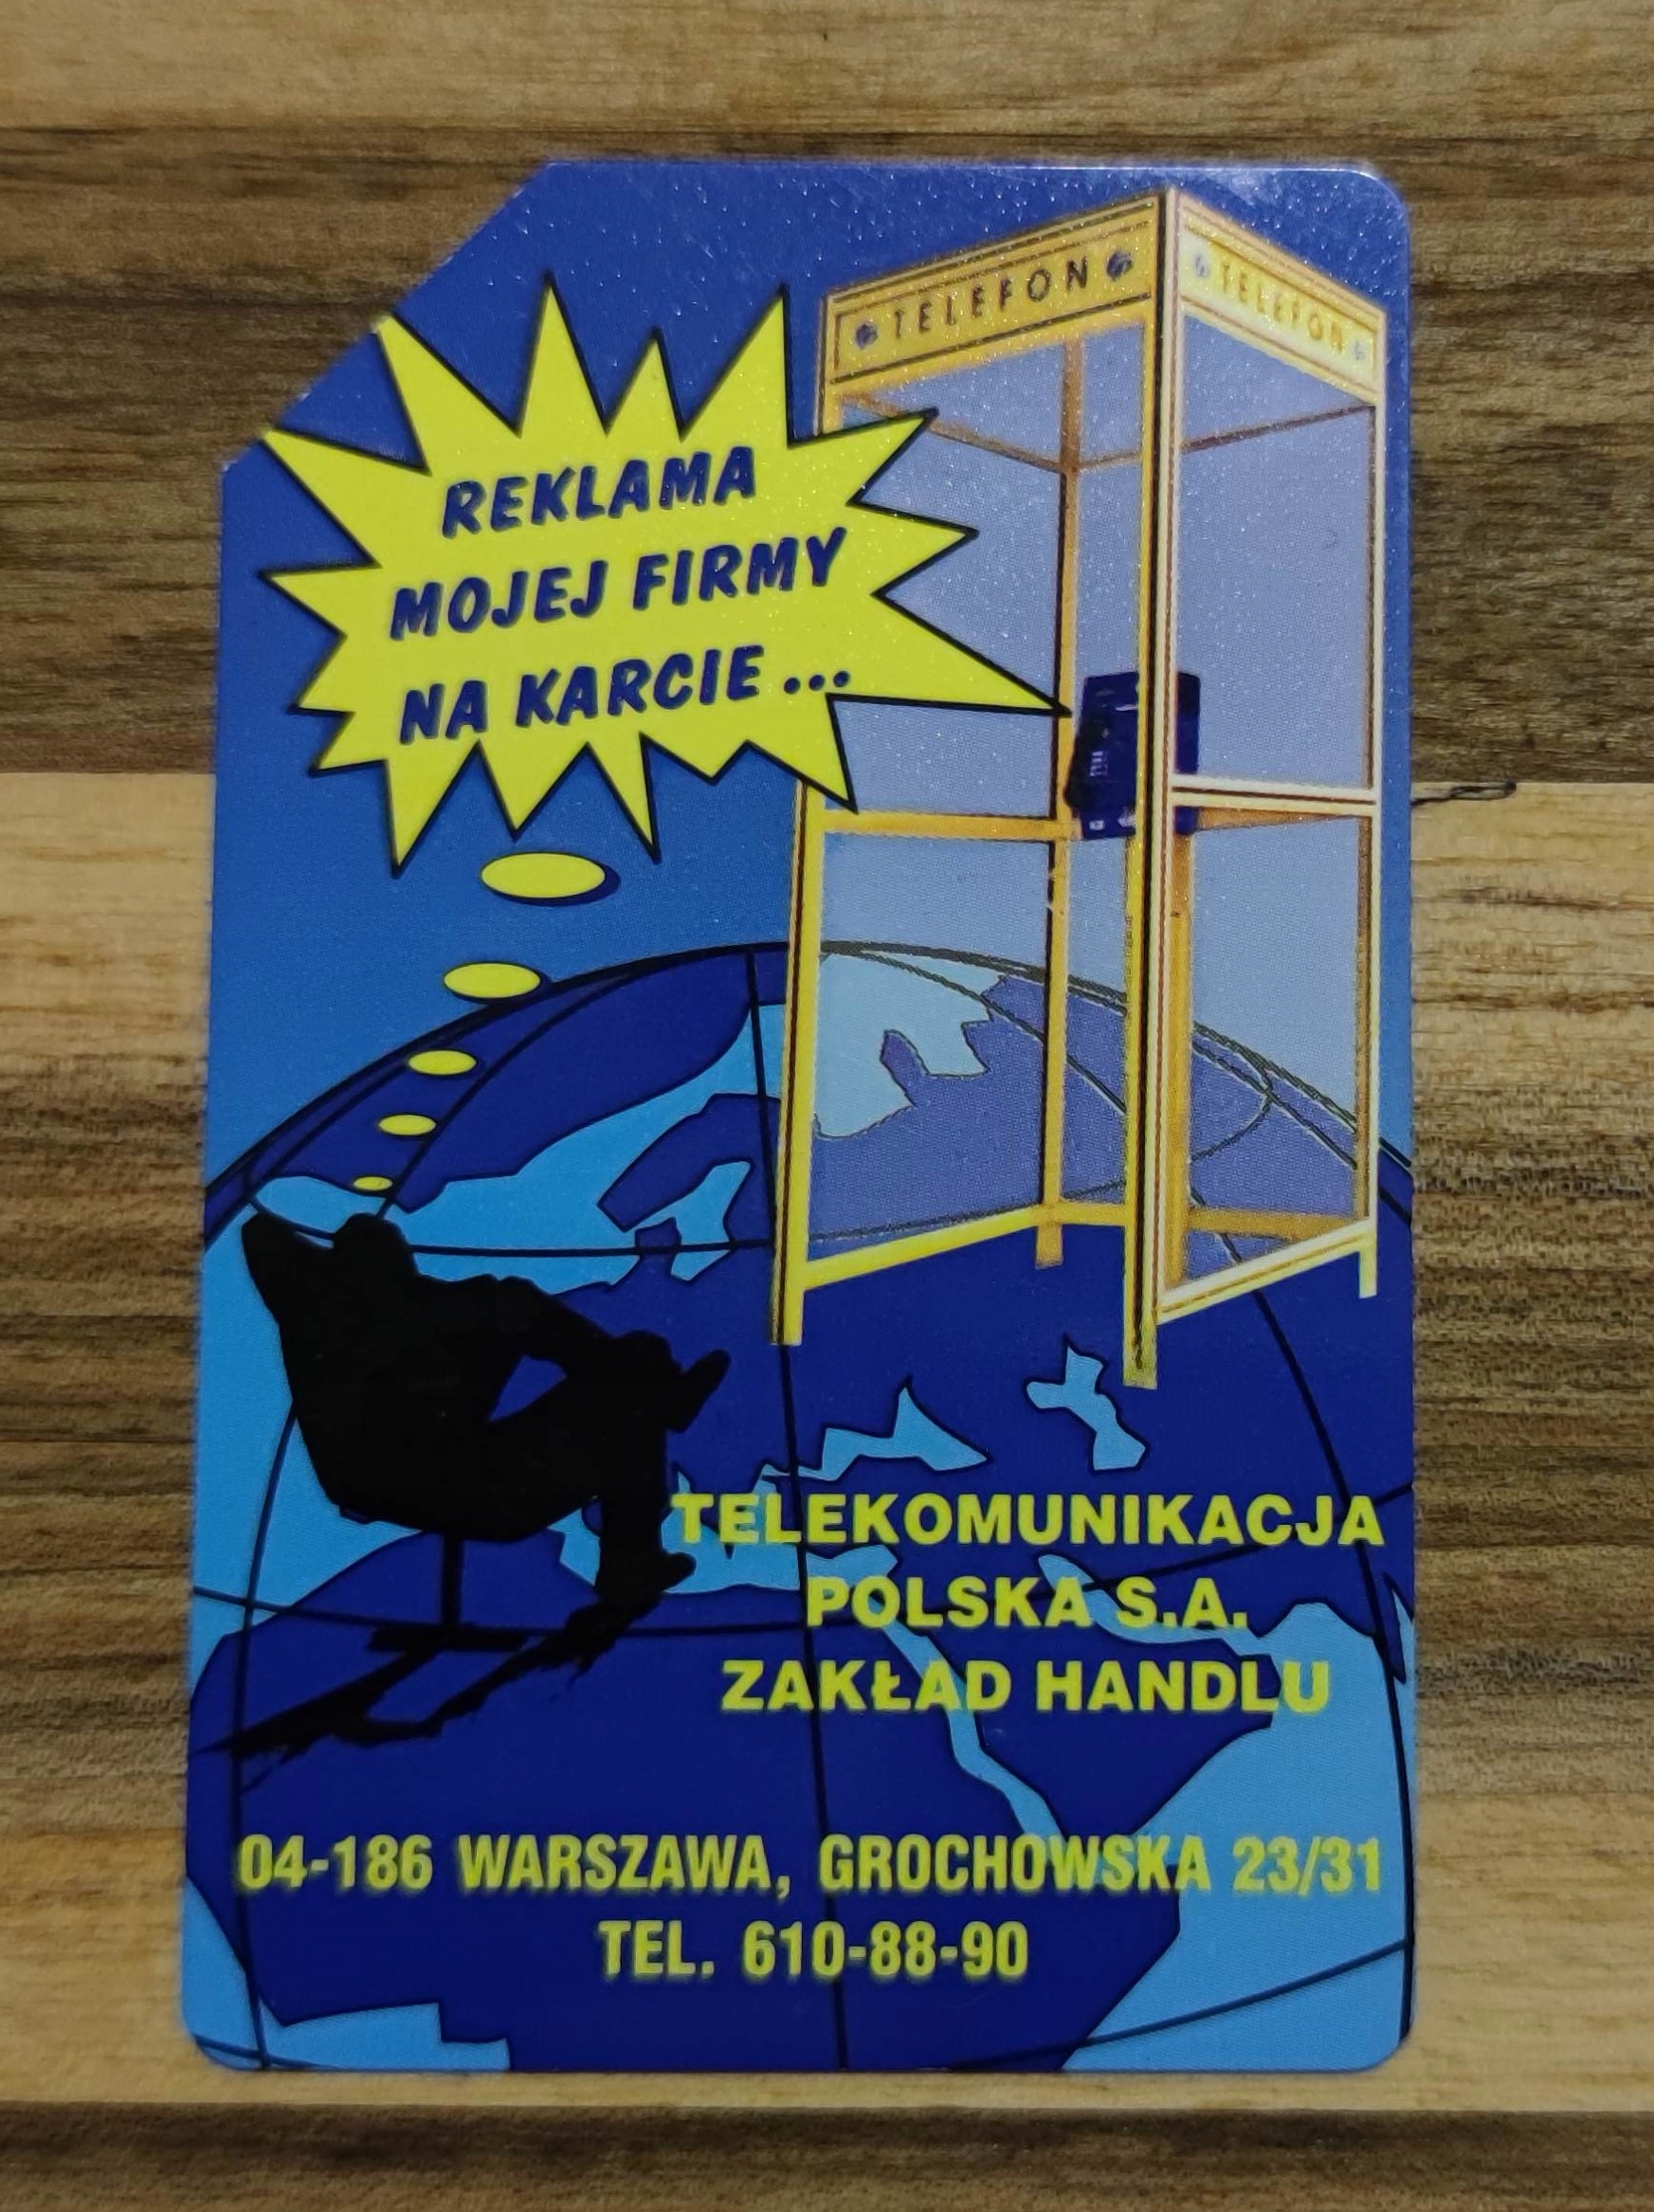 TELEFON
TELEFON
REKLAMA
MOJEJ FIRMY
NA KARCIE...
TELEKOMUNIKACJA
POLSKA S.A.
ZAKŁAD HANDLU
04-186 WARSZAWA, GROCHOWSKA 23/31
TEL. 610-88-90